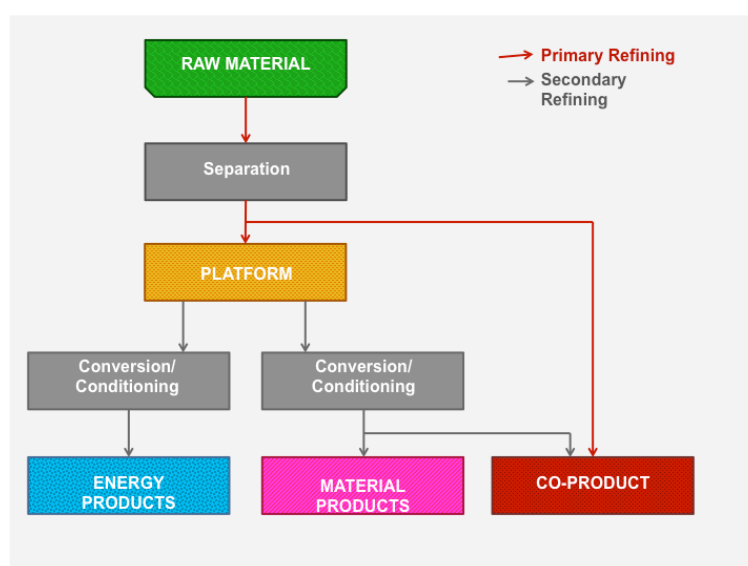 RAW MATERIAL
Primary Refining
Secondary
Refining
Separation
PLATFORM
Conversion/
Conditioning
Conversion/
Conditioning
ENERGY
PRODUCTS
MATERIAL
PRODUCTS
CO-PRODUCT